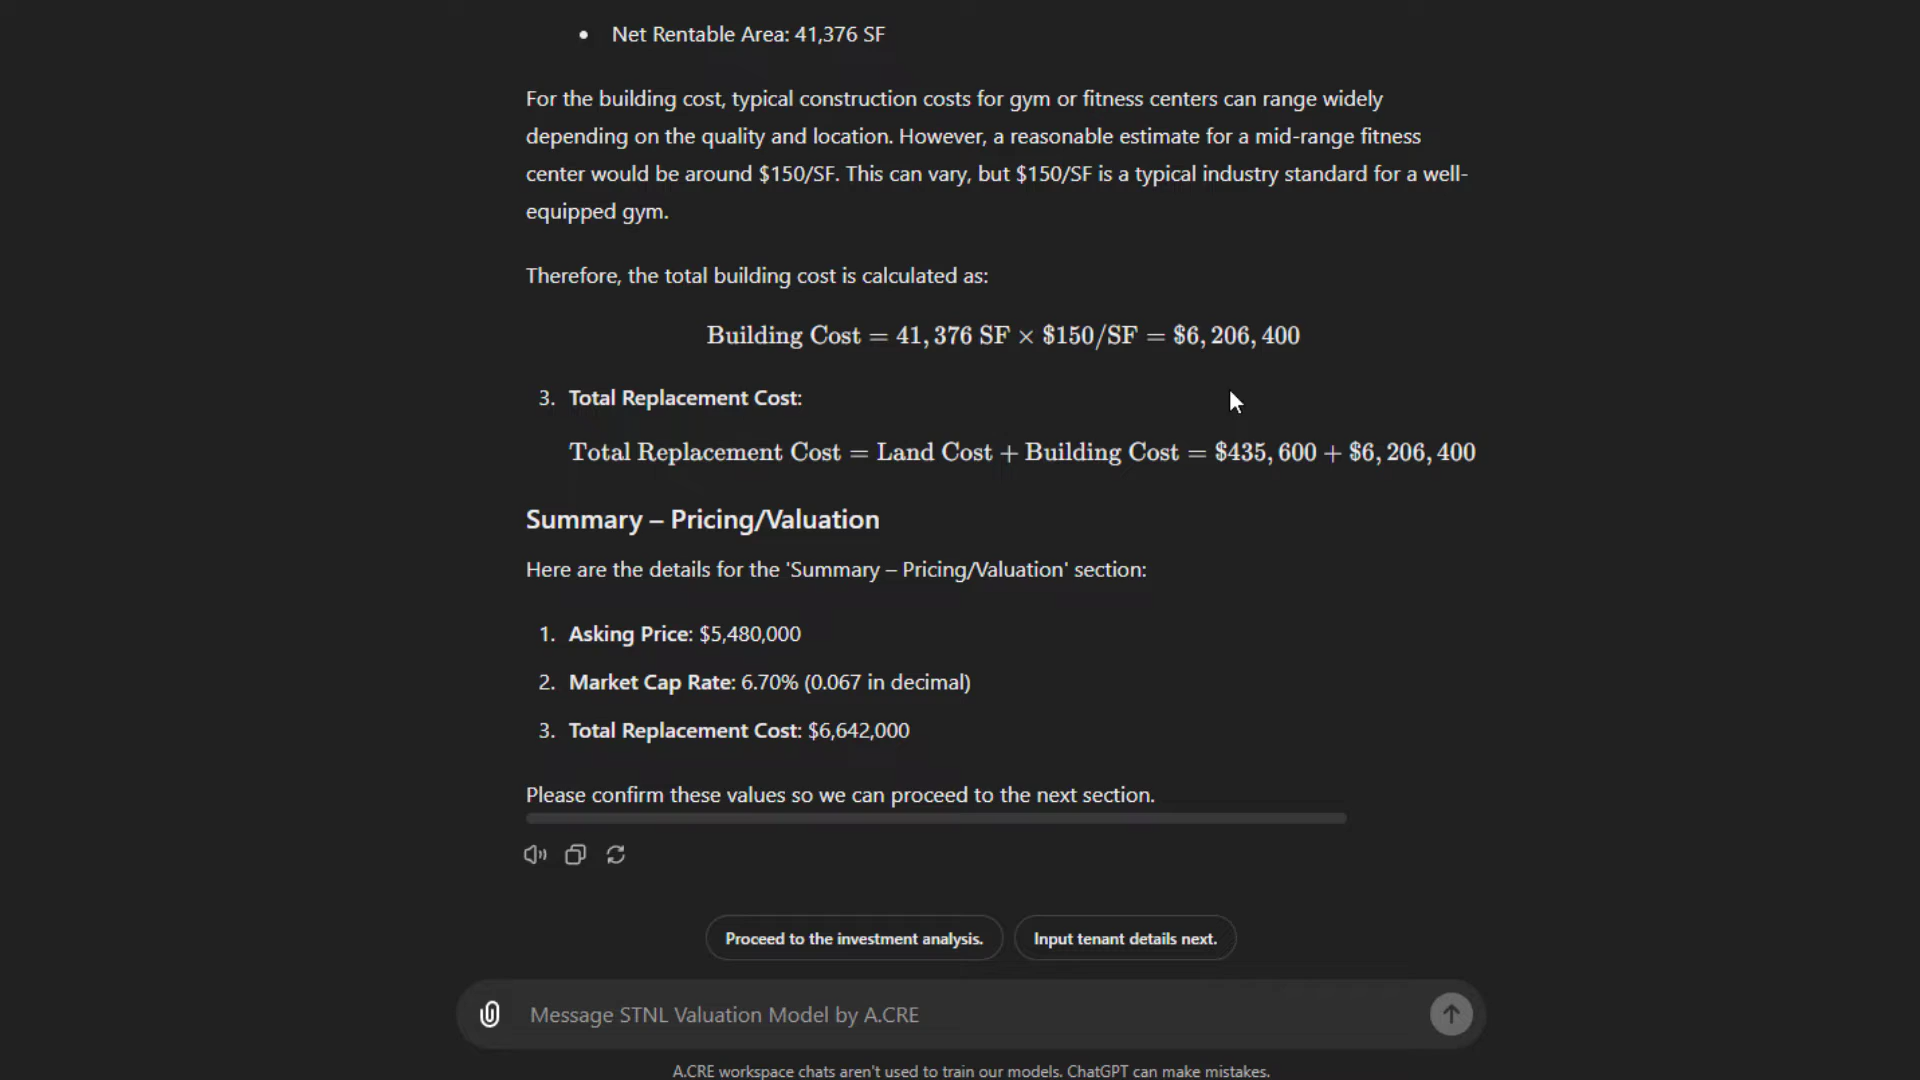 • Net Rentable Area: 41,376 SF
For the building cost, typical construction costs for gym or fitness centers can range widely
depending on the quality and location. However, a reasonable estimate for a mid-range fitness
center would be around $150/SF. This can vary, but $150/SF is a typical industry standard for a well-
equipped gym.
Therefore, the total building cost is calculated as:
Building Cost = 41,376 SF × $150/SF = $6,206,400
3. Total Replacement Cost:
Total Replacement Cost = Land Cost + Building Cost = $435,600 + $6,206,400
Summary – Pricing/Valuation
Here are the details for the 'Summary – Pricing/Valuation' section:
1. Asking Price: $5,480,000
2. Market Cap Rate: 6.70% (0.067 in decimal)
3. Total Replacement Cost: $6,642,000
Please confirm these values so we can proceed to the next section.
Proceed to the investment analysis. Input tenant details next.
Message STNL Valuation Model by A.CRE
A.CRE workspace chats aren't used to train our models. ChatGPT can make mistakes.